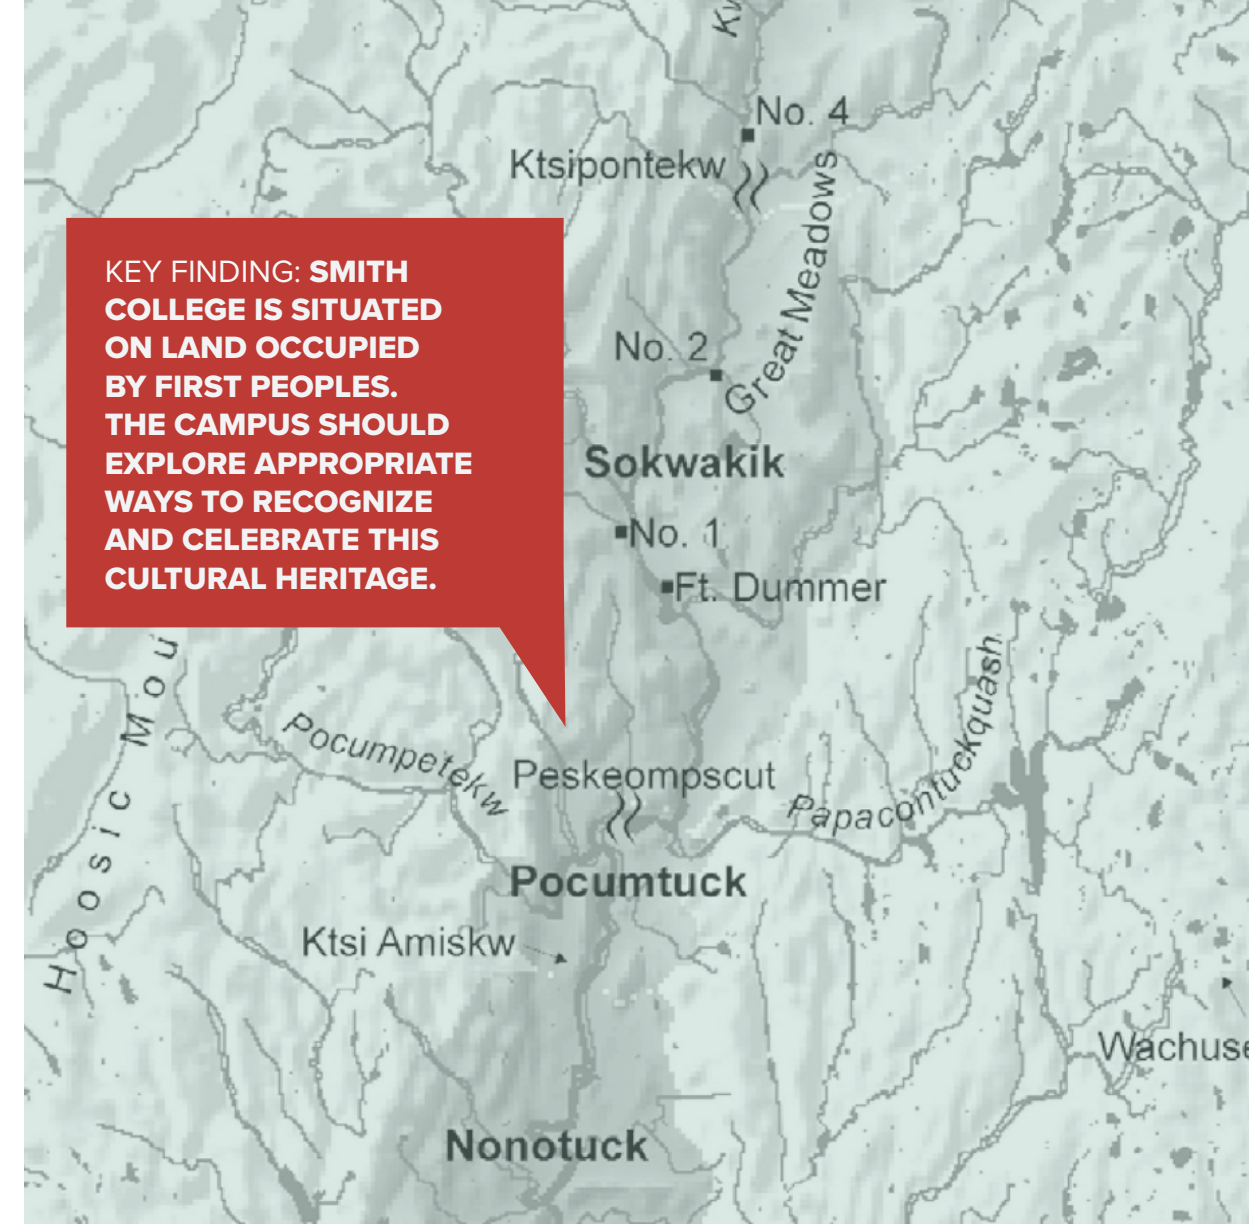 Kw
No. 4
Ktsipontekw
Great Meadows
KEY FINDING: SMITH
COLLEGE IS SITUATED
ON LAND OCCUPIED
BY FIRST PEOPLES.
THE CAMPUS SHOULD
EXPLORE APPROPRIATE
WAYS TO RECOGNIZE
AND CELEBRATE THIS
CULTURAL HERITAGE.
No. 2
Sokwakik
No. 1
Ft. Dummer
Hoosic Mou
Pocumpetekw
Peskeompscut
Papacontuckquash
Pocumtuck
Ktsi Amiskw
Wachuse
Nonotuck